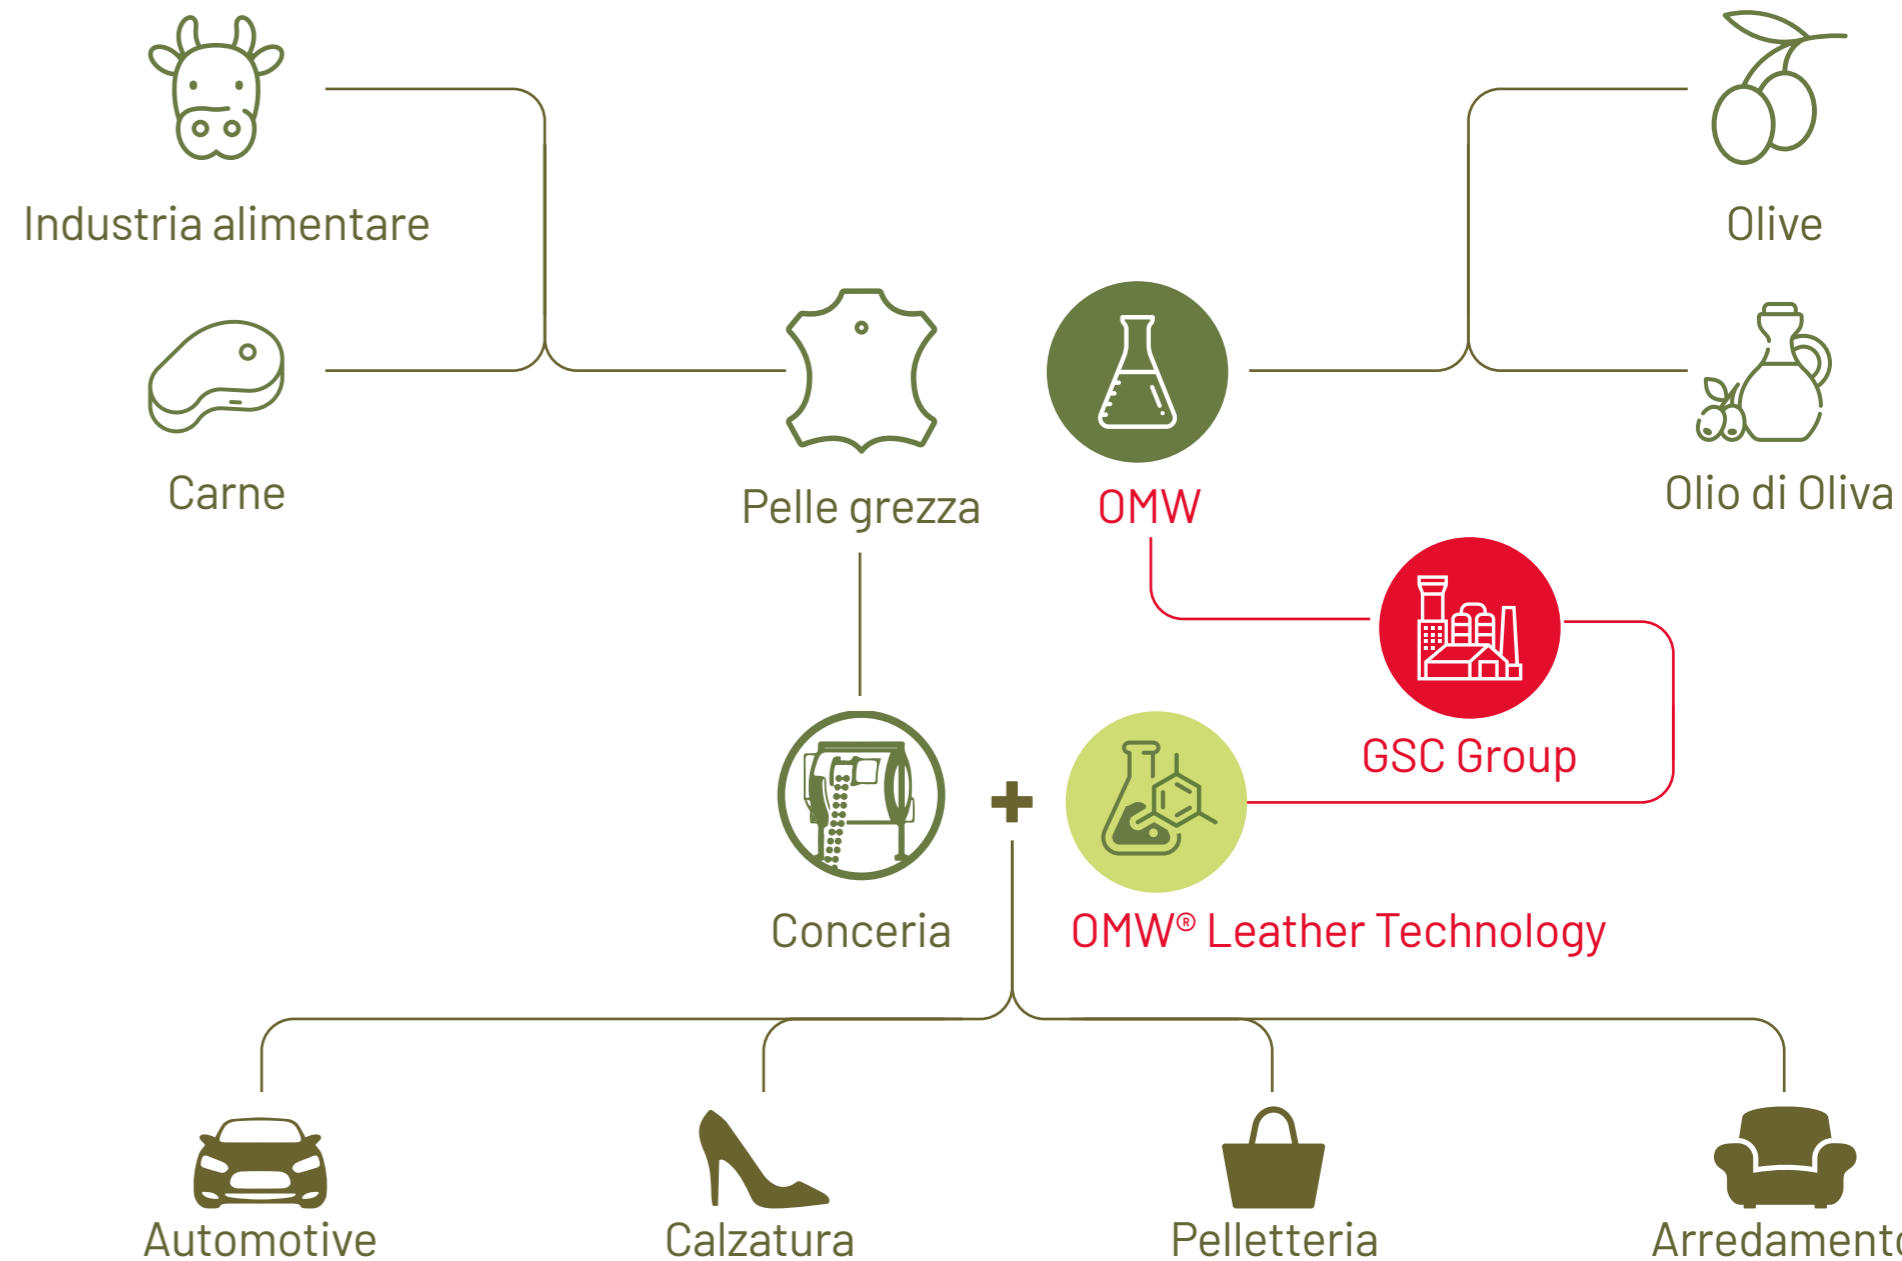 Industria alimentare
Olive
Carne
Pelle grezza
OMW
Olio di Oliva
GSC Group
Conceria
OMW® Leather Technology
Automotive
Calzatura
Pelletteria
Arredamento